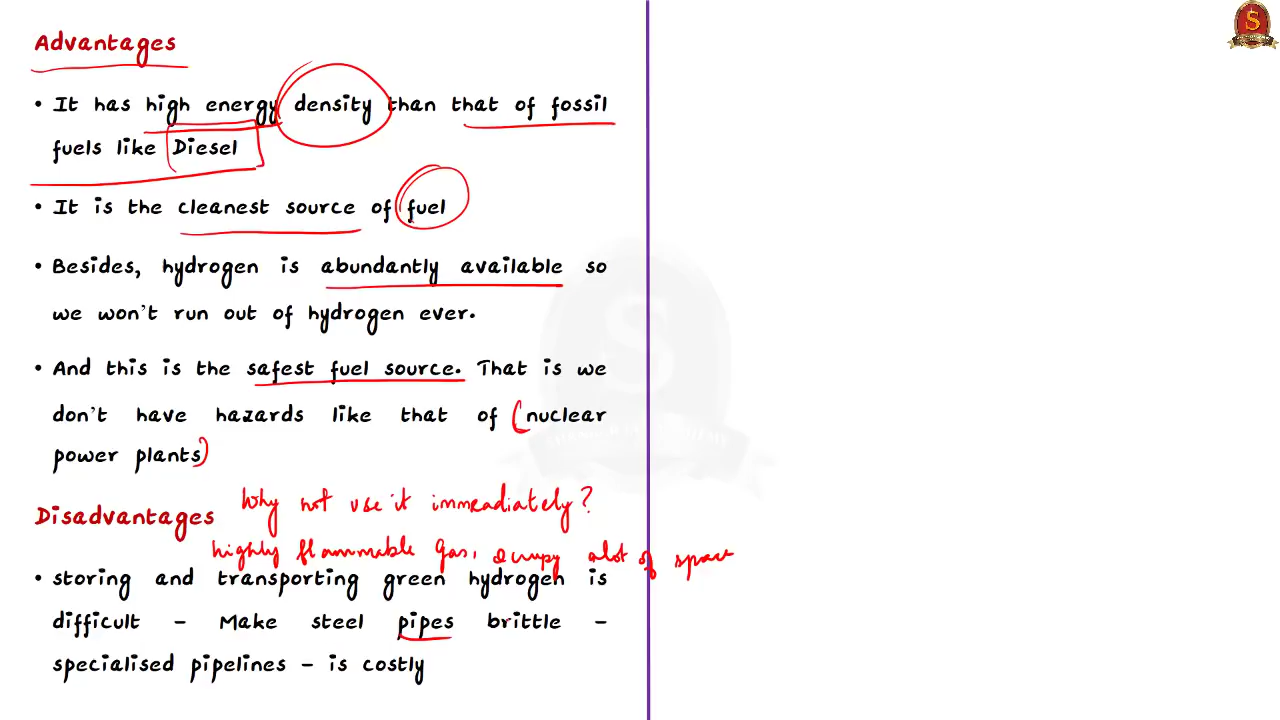 Advantages
• It has high energy density than that of fossil
fuels like Diesel
• It is the cleanest source of fuel
• Besides, hydrogen is abundantly available so
we won't run out of hydrogen ever.
• And this is the safest fuel source. That is we
don't have hazards like that of (nuclear
power plants)
Why not use it immeadiately?
Disadvantages
highly flammable gas, occupy alot of space
• storing and transporting green hydrogen is
difficult – Make steel pipes brittle –
specialised pipelines – is costly
S